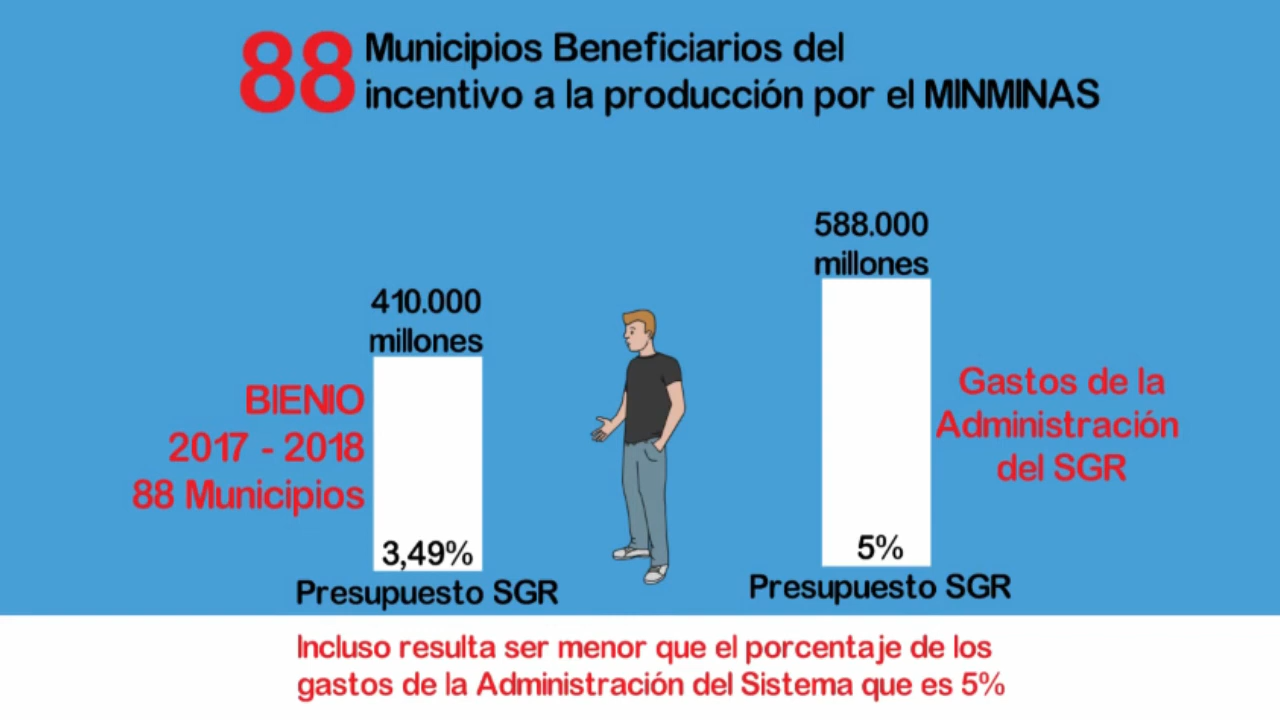 88 Municipios Beneficiarios del
incentivo a la producción por el MINMINAS
410.000
millones
BIENIO
2017 - 2018
88 Municipios
3,49%
Presupuesto SGR
588.000
millones
Gastos de la
Administración
del SGR
5%
Presupuesto SGR
Incluso resulta ser menor que el porcentaje de los
gastos de la Administración del Sistema que es 5%